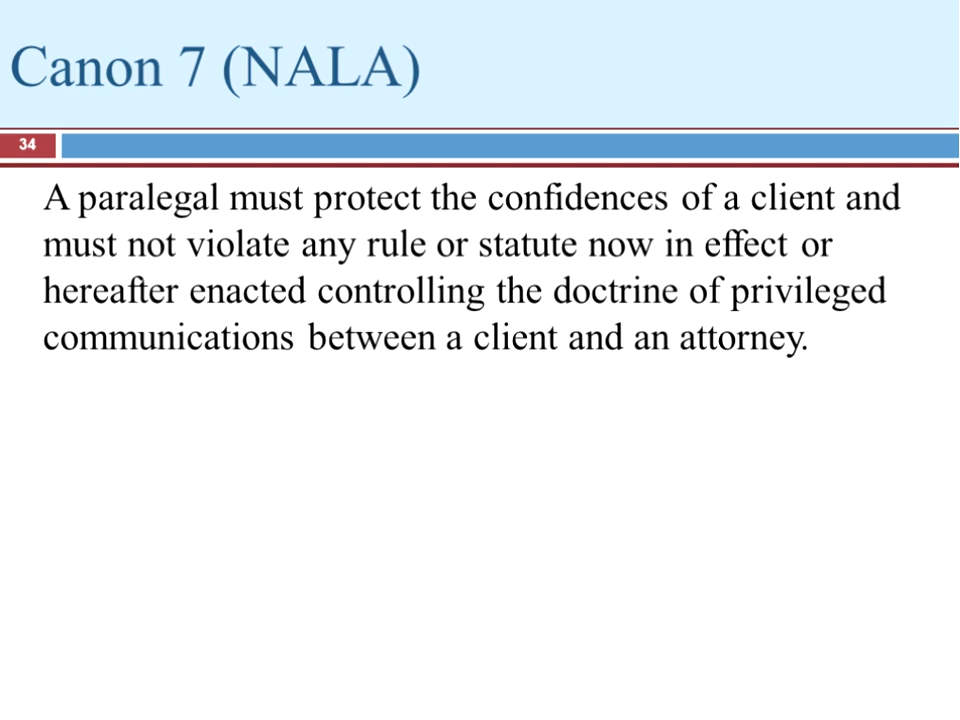 Canon 7 (NALA)
34
A paralegal must protect the confidences of a client and
must not violate any rule or statute now in effect or
hereafter enacted controlling the doctrine of privileged
communications between a client and an attorney.